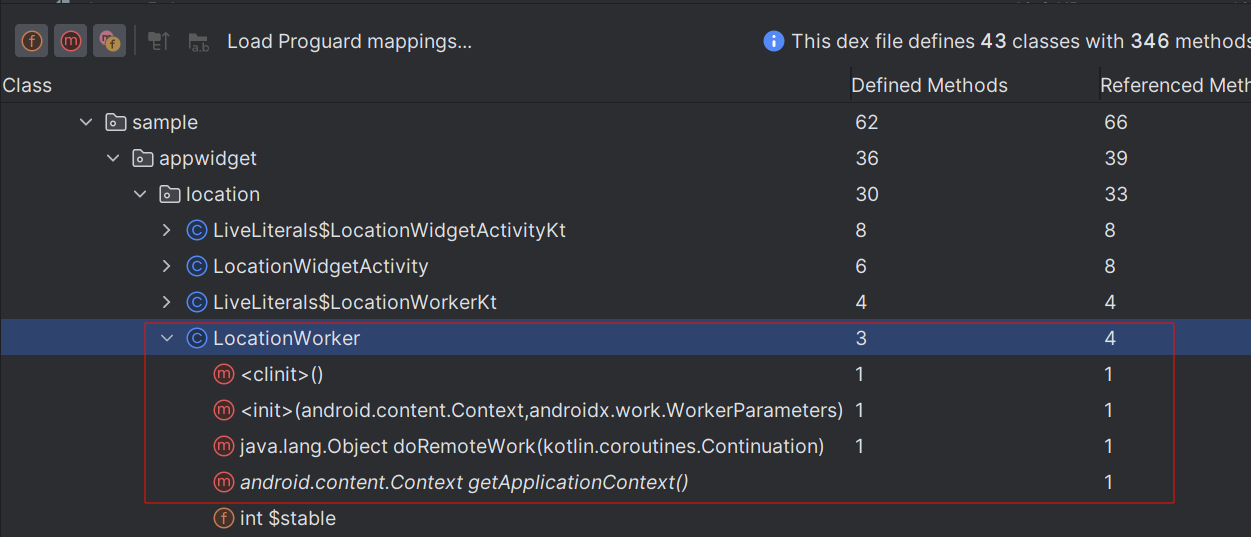 Load Proguard mappings... This dex file defines 43 classes with 346 methods
Class Defined Methods Referenced Meth
sample 62 66
appwidget 36 39
location 30 33
LiveLiterals$LocationWidgetActivityKt 8 8
LocationWidgetActivity 6 8
LiveLiterals$LocationWorkerKt 4 4
LocationWorker 3 4
<clinit>() 1 1
<init>(android.content.Context,androidx.work.WorkerParameters) 1 1
java.lang.Object doRemoteWork(kotlin.coroutines.Continuation) 1 1
android.content.Context getApplicationContext() 1
int $stable